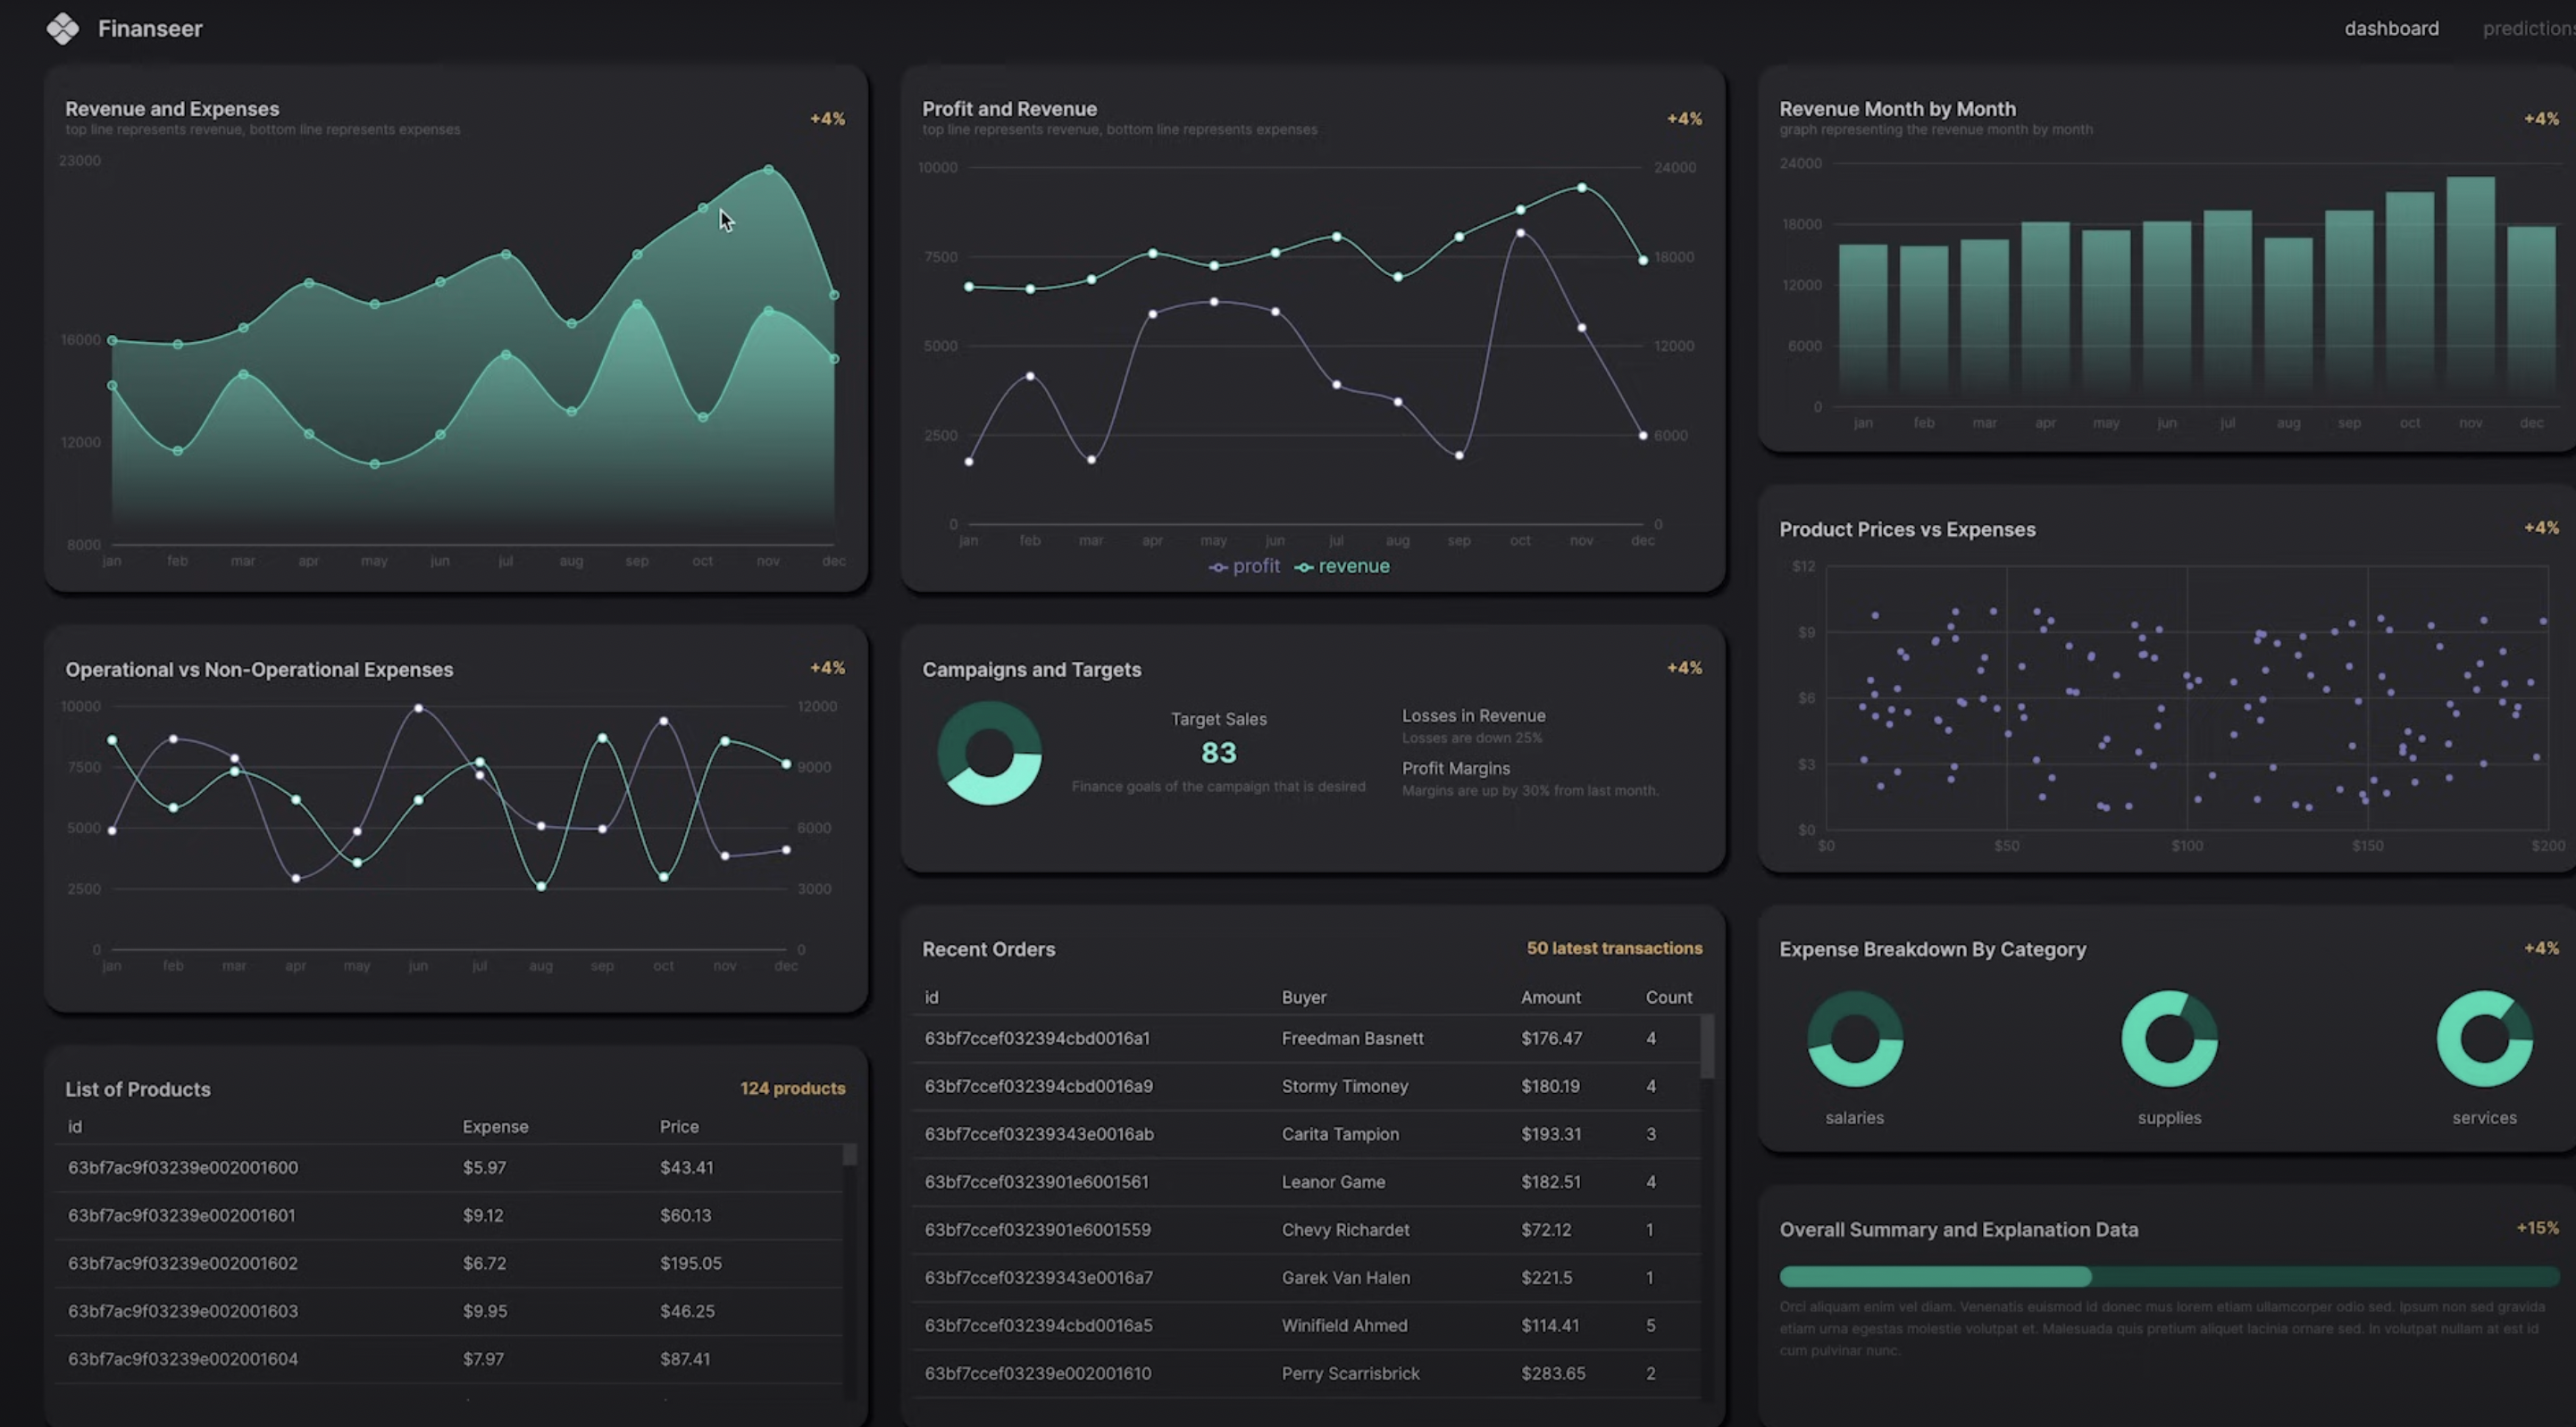 Finanseer
dashboard
predictions
Revenue and Expenses
top line represents revenue, bottom line represents expenses
+4%
23000
16000
12000
8000
jan feb mar apr may jun jul aug sep oct nov dec
Profit and Revenue
top line represents revenue, bottom line represents expenses
+4%
10000 24000
7500 18000
5000 12000
2500 6000
0 0
jan feb mar apr may jun jul aug sep oct nov dec
profit revenue
Revenue Month by Month
graph representing the revenue month by month
+4%
24000
18000
12000
6000
0
jan feb mar apr may jun jul aug sep oct nov dec
Operational vs Non-Operational Expenses
+4%
10000 12000
7500 9000
5000 6000
2500 3000
0 0
jan feb mar apr may jun jul aug sep oct nov dec
Campaigns and Targets
+4%
Target Sales
83
Finance goals of the campaign that is desired
Losses in Revenue
Losses are down 25%
Profit Margins
Margins are up by 30% from last month.
Product Prices vs Expenses
+4%
$12
$9
$6
$3
$0
$0 $50 $100 $150 $200
List of Products
124 products
id Expense Price
63bf7ac9f03239e002001600 $5.97 $43.41
63bf7ac9f03239e002001601 $9.12 $60.13
63bf7ac9f03239e002001602 $6.72 $195.05
63bf7ac9f03239e002001603 $9.95 $46.25
63bf7ac9f03239e002001604 $7.97 $87.41
Recent Orders
50 latest transactions
id Buyer Amount Count
63bf7ccef032394cbd0016a1 Freedman Basnett $176.47 4
63bf7ccef032394cbd0016a9 Stormy Timoney $180.19 4
63bf7ccef03239343e0016ab Carita Tampion $193.31 3
63bf7ccef0323901e6001561 Leanor Game $182.51 4
63bf7ccef0323901e6001559 Chevy Richardet $72.12 1
63bf7ccef03239343e0016a7 Garek Van Halen $221.5 1
63bf7ccef032394cbd0016a5 Winifield Ahmed $114.41 5
63bf7ccef03239e002001610 Perry Scarrisbrick $283.65 2
Expense Breakdown By Category
+4%
salaries
supplies
services
Overall Summary and Explanation Data
+15%
Orci aliquam enim vel diam. Venenatis euismod id donec mus lorem etiam ullamcorper odio sed. Ipsum non sed gravida
etiam urna egestas molestie volutpat et. Malesuada quis pretium aliquet lacinia ornare sed. In volutpat nullam at est id
cum pulvinar nunc.